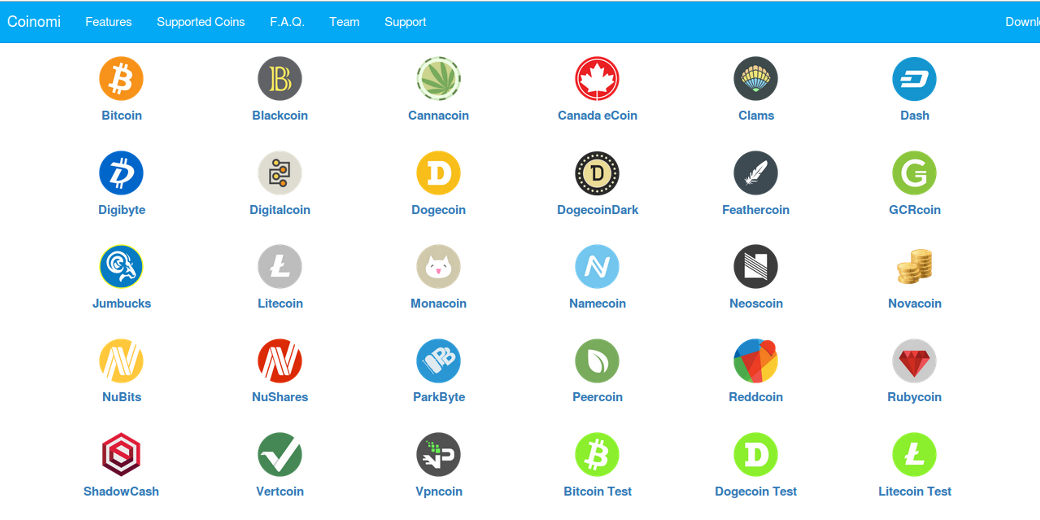 Coinomi Features Supported Coins F.A.Q. Team Support Downl
Bitcoin Blackcoin Cannacoin Canada eCoin Clams Dash
Digibyte Digitalcoin Dogecoin DogecoinDark Feathercoin GCRcoin
Jumbucks Litecoin Monacoin Namecoin Neoscoin Novacoin
NuBits NuShares ParkByte Peercoin Reddcoin Rubycoin
ShadowCash Vertcoin Vpncoin Bitcoin Test Dogecoin Test Litecoin Test